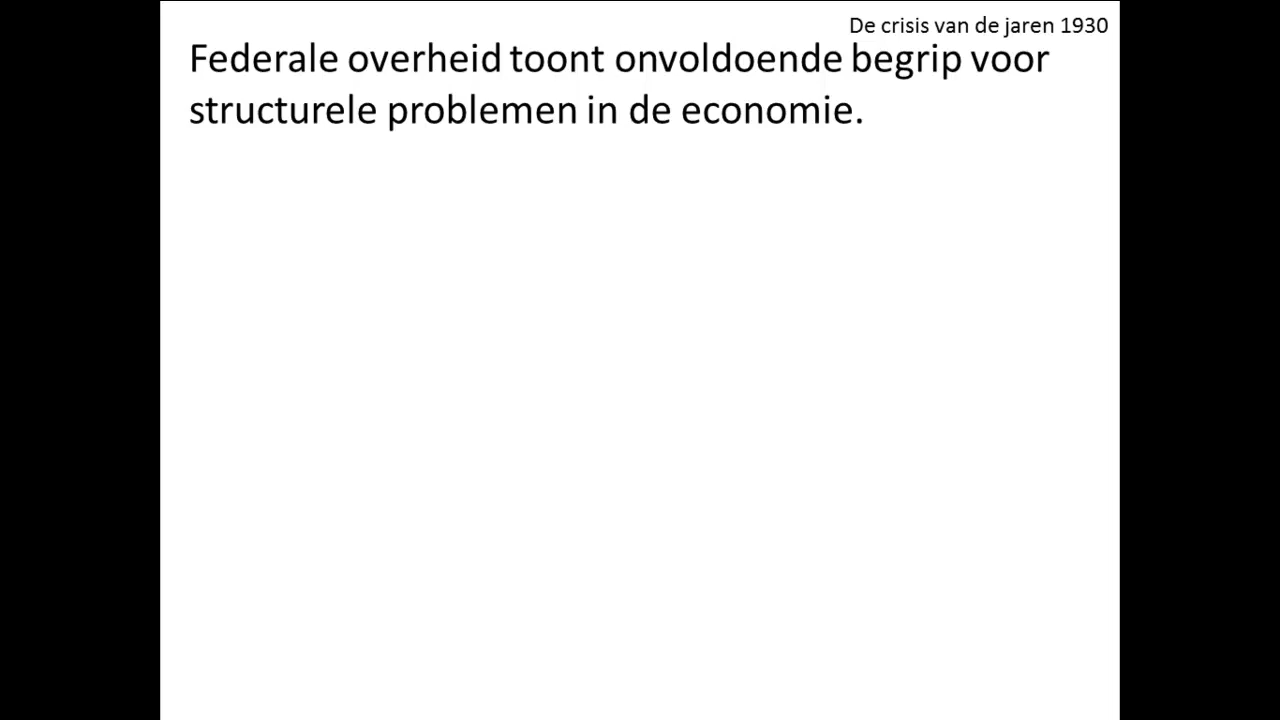 De crisis van de jaren 1930
Federale overheid toont onvoldoende begrip voor
structurele problemen in de economie.